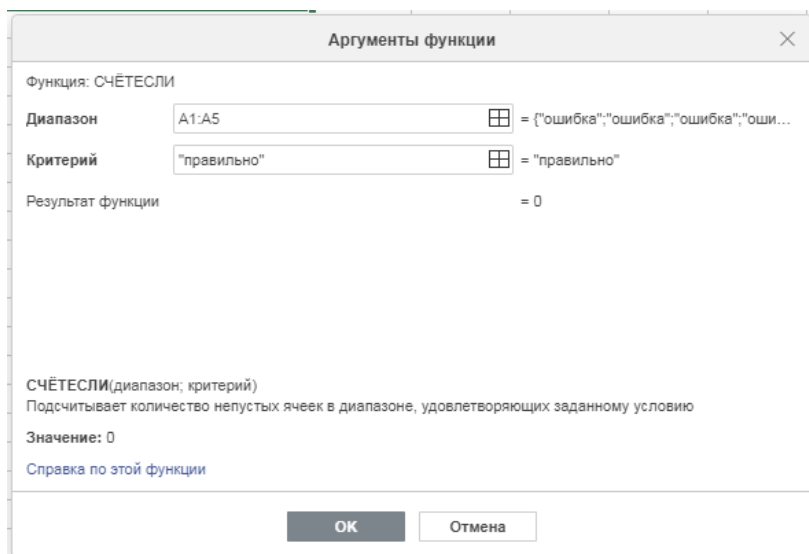 Аргументы функции
Функция: СЧЁТЕСЛИ
Диапазон A1:A5 = {"ошибка";"ошибка";"ошибка";"оши...
Критерий "правильно" = "правильно"
Результат функции = 0
СЧЁТЕСЛИ(диапазон; критерий)
Подсчитывает количество непустых ячеек в диапазоне, удовлетворяющих заданному условию
Значение: 0
Справка по этой функции
ОК Отмена